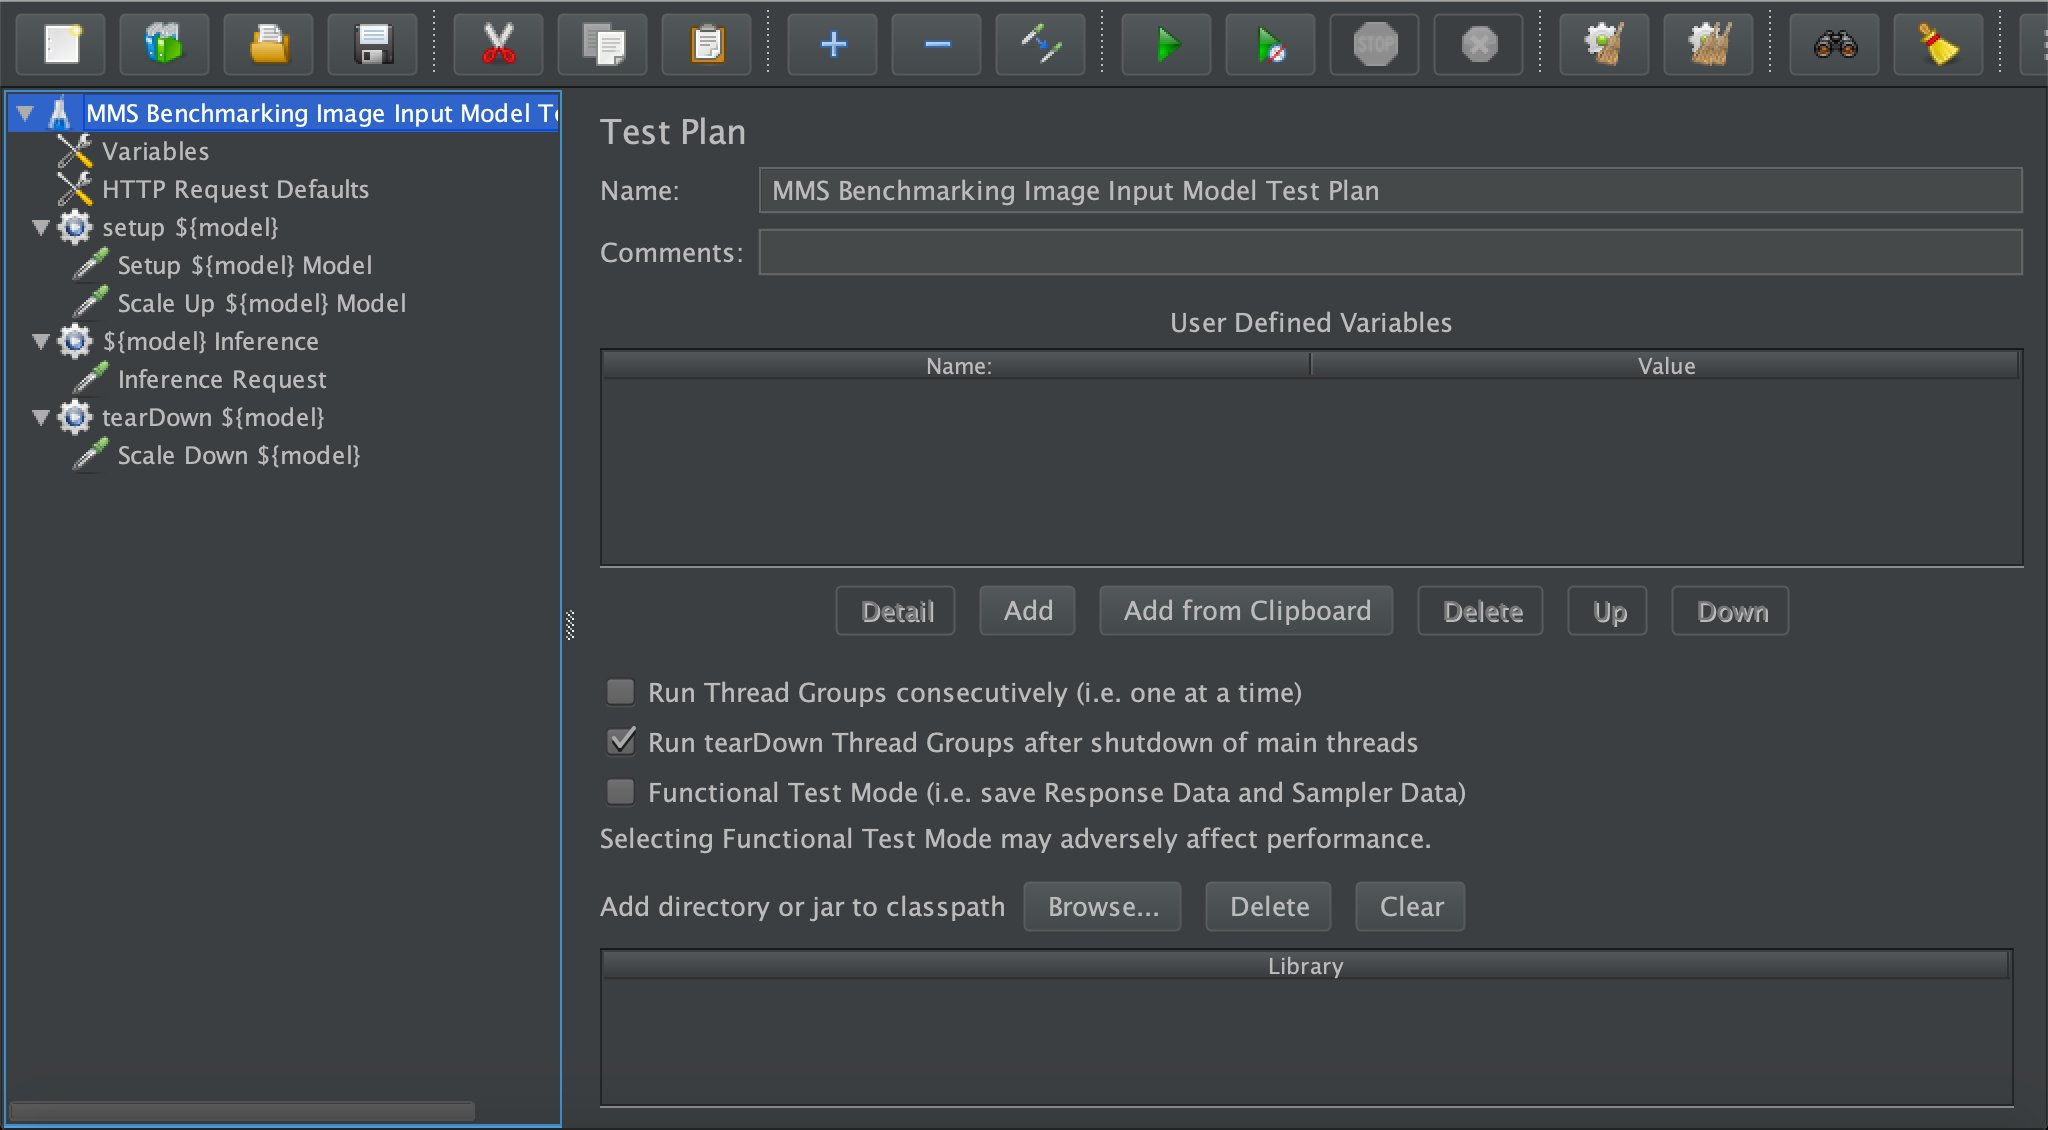 STOP
MMS Benchmarking Image Input Model Te
Variables
HTTP Request Defaults
setup ${model}
Setup ${model} Model
Scale Up ${model} Model
${model} Inference
Inference Request
tearDown ${model}
Scale Down ${model}
Test Plan
Name: MMS Benchmarking Image Input Model Test Plan
Comments:
User Defined Variables
Name: Value
Detail Add Add from Clipboard Delete Up Down
Run Thread Groups consecutively (i.e. one at a time)
Run tearDown Thread Groups after shutdown of main threads
Functional Test Mode (i.e. save Response Data and Sampler Data)
Selecting Functional Test Mode may adversely affect performance.
Add directory or jar to classpath Browse... Delete Clear
Library